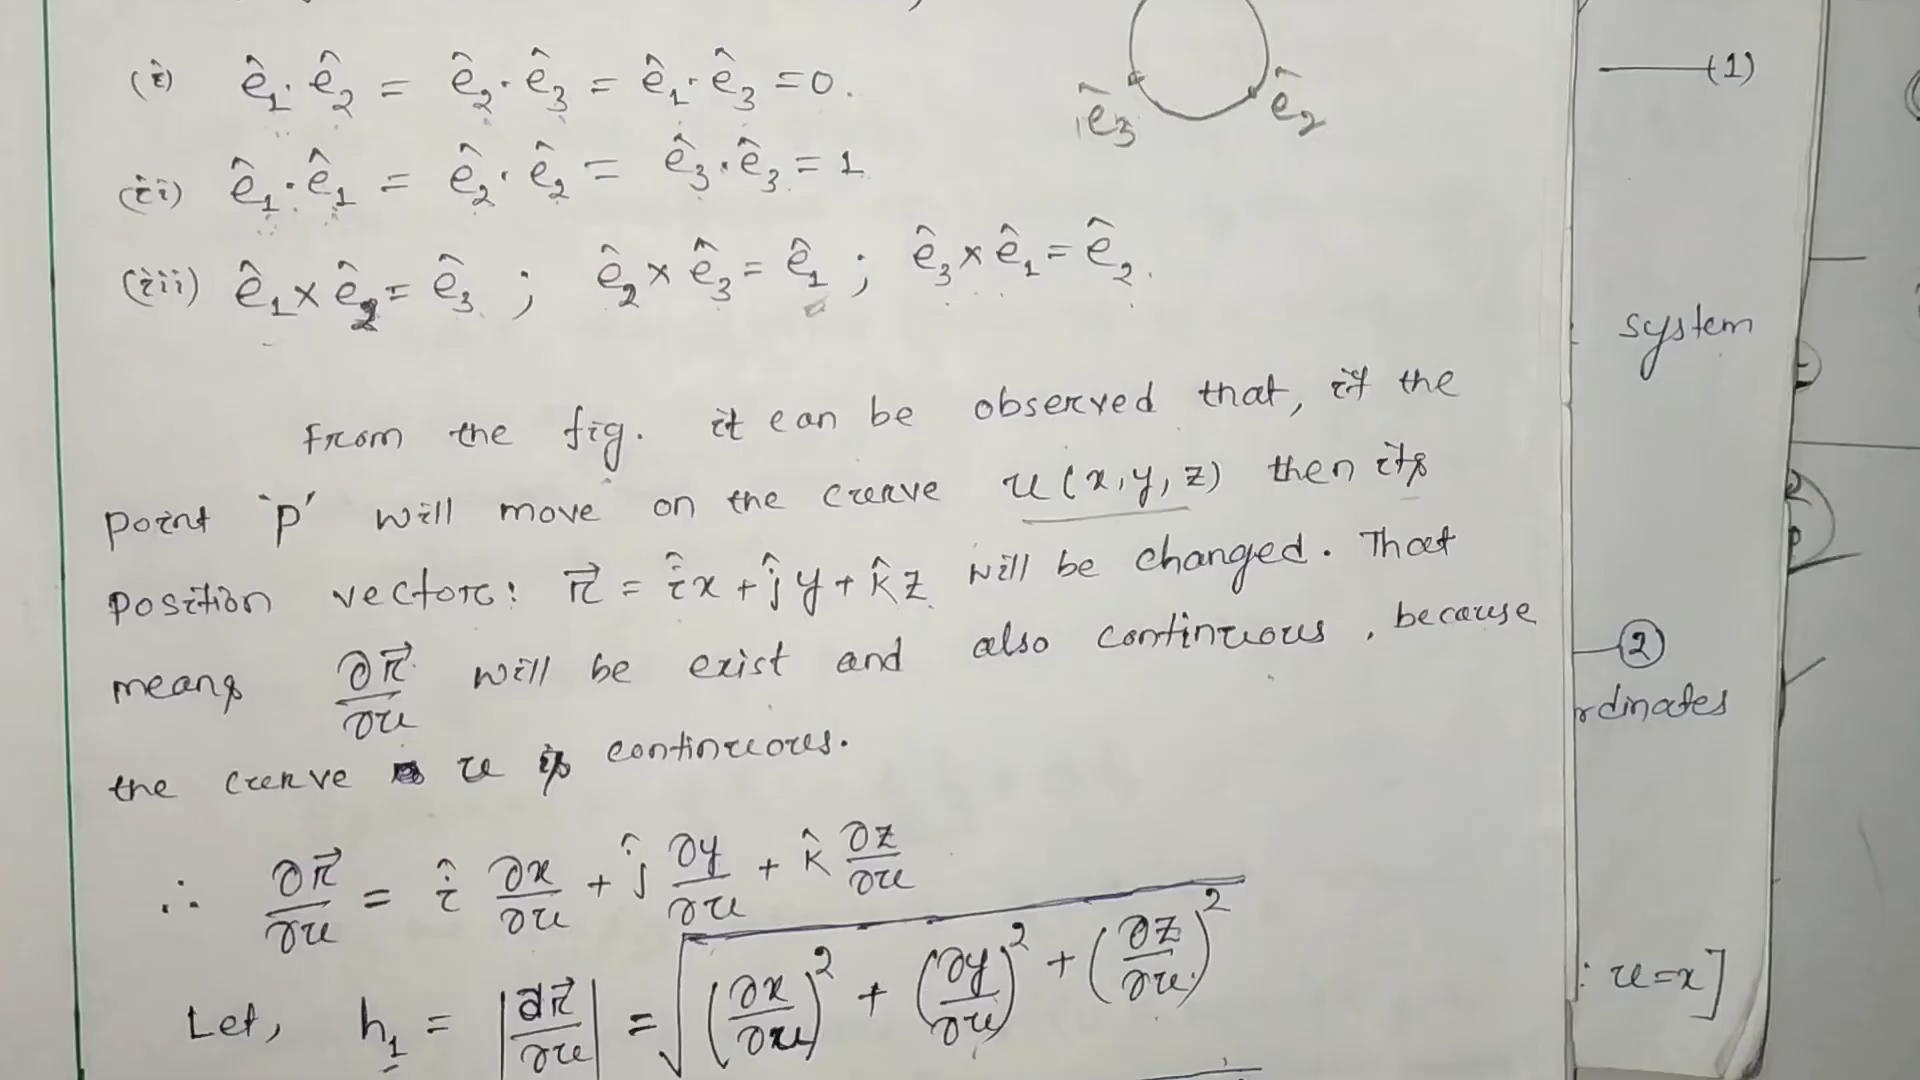 (i) ê₁·ê₂ = ê₂·ê₃ = ê₁·ê₃ = 0.
(ii) ê₁·ê₁ = ê₂·ê₂ = ê₃·ê₃ = 1
(iii) ê₁×ê₂ = ê₃ ; ê₂×ê₃ = ê₁ ; ê₃×ê₁ = ê₂.
ê₃ ê₂
From the fig. it can be observed that, if the
point 'p' will move on the curve u(x,y,z) then its
position vector: r⃗ = îx + ĵy + k̂z will be changed. That
means ∂r⃗/∂u will be exist and also continuous, because
the curve u is continuous.
∴ ∂r⃗/∂u = î ∂x/∂u + ĵ ∂y/∂u + k̂ ∂z/∂u
Let, h₁ = |∂r⃗/∂u| = √((∂x/∂u)² + (∂y/∂u)² + (∂z/∂u)²)
(1)
system
②
rdinates
: u=x]